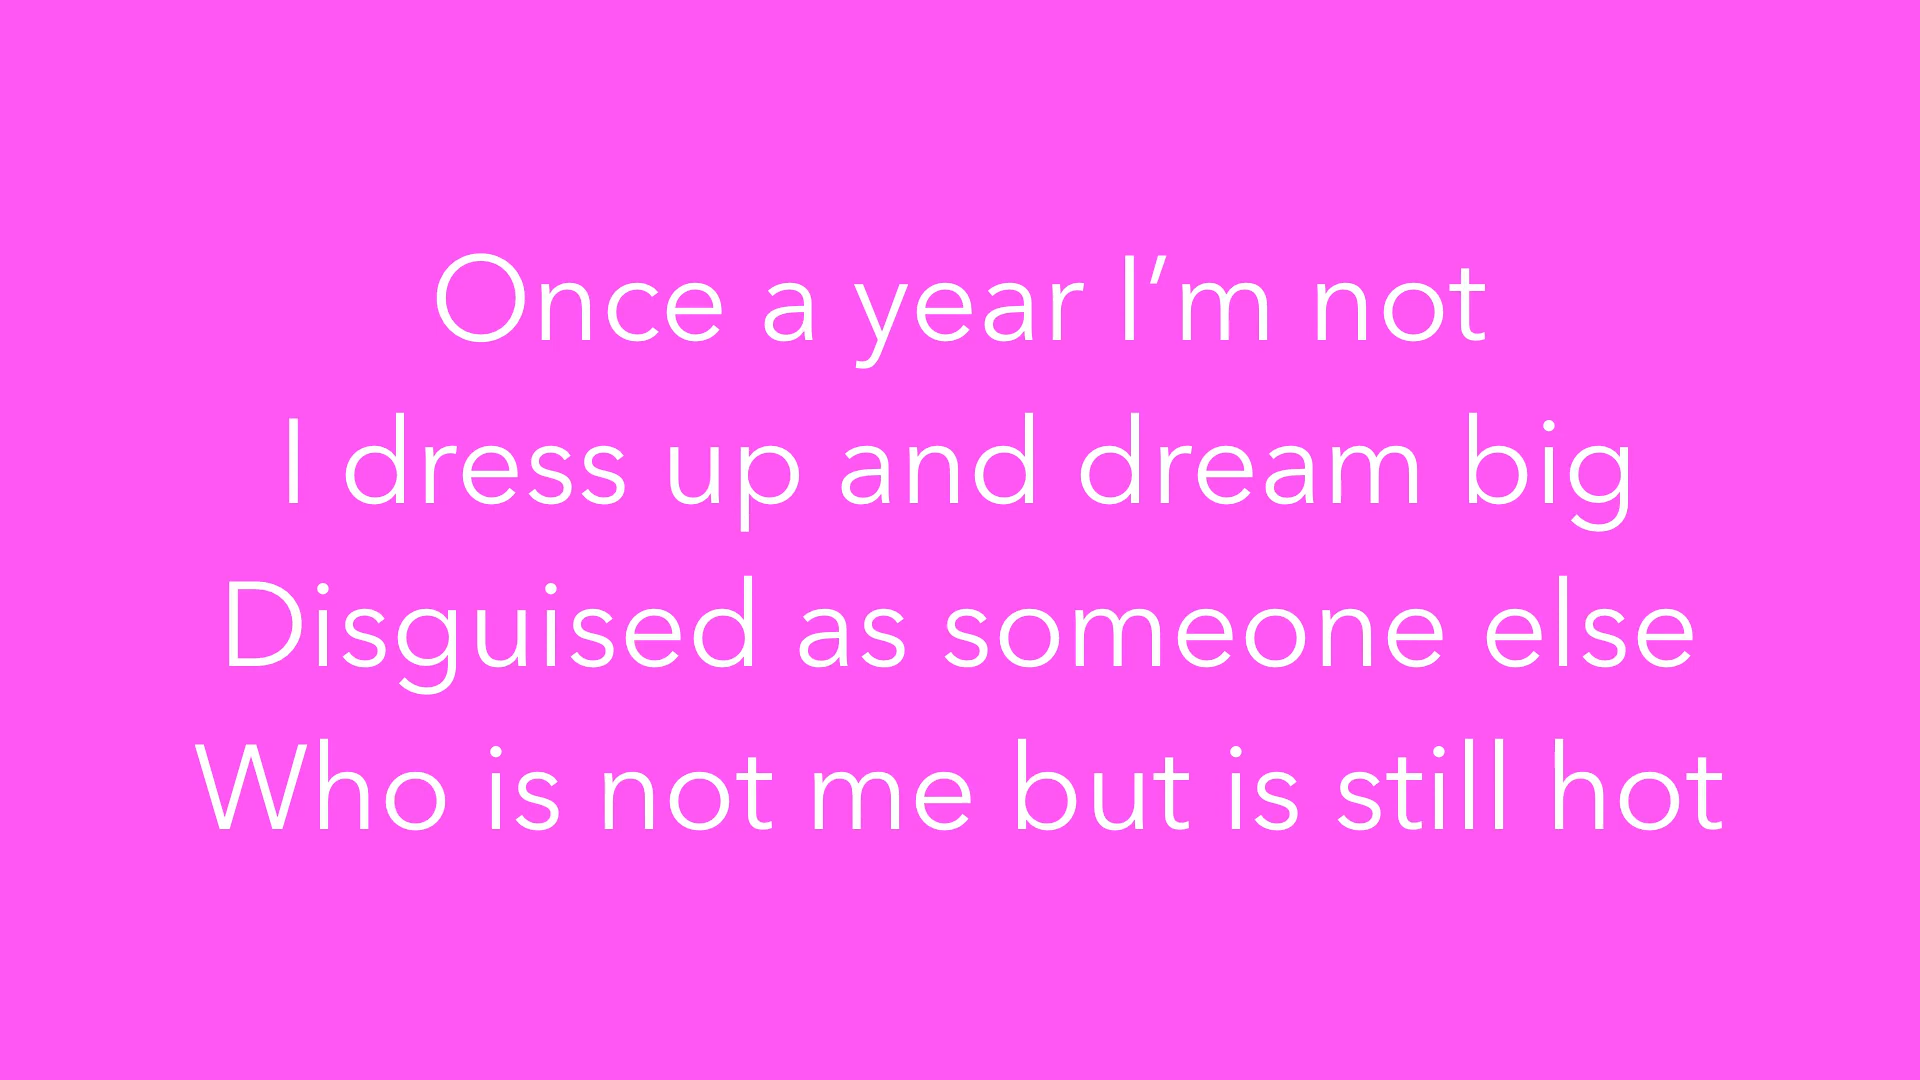 Once a year I’m not
I dress up and dream big
Disguised as someone else
Who is not me but is still hot